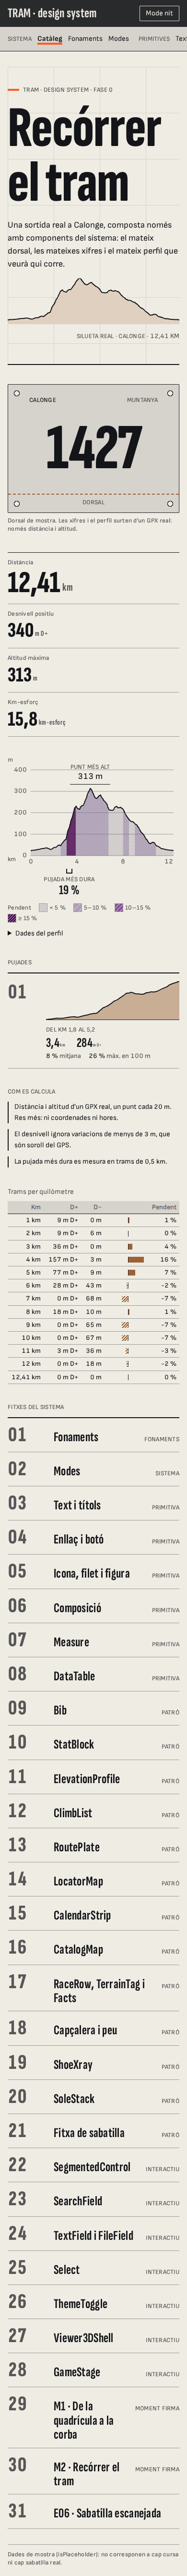 TRAM · design system
Mode nit
SISTEMA Catàleg Fonaments Modes PRIMITIVES
TRAM · DESIGN SYSTEM · FASE 0
Recórrer
el tram
Una sortida real a Calonge, composta només
amb components del sistema: el mateix
dorsal, les mateixes xifres i el mateix perfil que
veurà qui corre.
SILUETA REAL · CALONGE · 12,41 KM
CALONGE
MUNTANYA
1427
DORSAL
Dorsal de mostra. Les xifres i el perfil surten d'un GPX real:
només distància i altitud.
Distància
12,41 km
Desnivell positiu
340 m D+
Altitud màxima
313 m
Km-esforç
15,8 km-esforç
m
PUNT MÉS ALT
313 m
400
300
200
100
0
km
0 4 8 12
PUJADA MÉS DURA
19 %
Pendent < 5 % 5–10 % 10–15 %
≥ 15 %
Dades del perfil
PUJADES
01
DEL KM 1,8 AL 5,2
3,4 km 284 m D+
8 % mitjana 26 % màx. en 100 m
COM ES CALCULA
Distància i altitud d'un GPX real, un punt cada 20 m.
Res més: ni coordenades ni hores.
El desnivell ignora variacions de menys de 3 m, que
són soroll del GPS.
La pujada més dura es mesura en trams de 0,5 km.
Trams per quilòmetre
Km D+ D− Pendent
1 km 9 m D+ 0 m 1 %
2 km 9 m D+ 6 m 0 %
3 km 36 m D+ 0 m 4 %
4 km 157 m D+ 3 m 16 %
5 km 77 m D+ 9 m 7 %
6 km 28 m D+ 43 m -2 %
7 km 0 m D+ 68 m -7 %
8 km 18 m D+ 10 m 1 %
9 km 0 m D+ 65 m -7 %
10 km 0 m D+ 67 m -7 %
11 km 3 m D+ 36 m -3 %
12 km 0 m D+ 18 m -2 %
12,41 km 0 m D+ 0 m 0 %
FITXES DEL SISTEMA
01 Fonaments FONAMENTS
02 Modes SISTEMA
03 Text i títols PRIMITIVA
04 Enllaç i botó PRIMITIVA
05 Icona, filet i figura PRIMITIVA
06 Composició PRIMITIVA
07 Measure PRIMITIVA
08 DataTable PRIMITIVA
09 Bib PATRÓ
10 StatBlock PATRÓ
11 ElevationProfile PATRÓ
12 ClimbList PATRÓ
13 RoutePlate PATRÓ
14 LocatorMap PATRÓ
15 CalendarStrip PATRÓ
16 CatalogMap PATRÓ
17 RaceRow, TerrainTag i PATRÓ
Facts
18 Capçalera i peu PATRÓ
19 ShoeXray PATRÓ
20 SoleStack PATRÓ
21 Fitxa de sabatilla PATRÓ
22 SegmentedControl INTERACTIU
23 SearchField INTERACTIU
24 TextField i FileField INTERACTIU
25 Select INTERACTIU
26 ThemeToggle INTERACTIU
27 Viewer3DShell INTERACTIU
28 GameStage INTERACTIU
29 M1 · De la MOMENT FIRMA
quadrícula a la
corba
30 M2 · Recórrer el MOMENT FIRMA
tram
31 E06 · Sabatilla escanejada
Dades de mostra (isPlaceholder): no corresponen a cap cursa
ni cap sabatilla real.